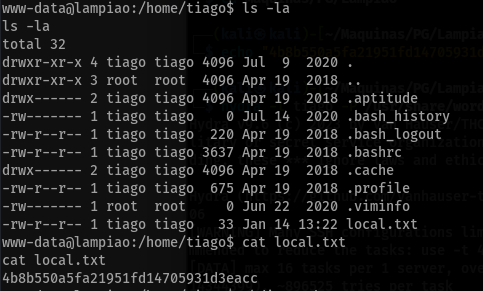 www-data@lampiao:/home/tiago$ ls -la
ls -la
total 32
drwxr-xr-x 4 tiago tiago 4096 Jul  9  2020 .
drwxr-xr-x 3 root  root  4096 Apr 19  2018 ..
drwx------ 2 tiago tiago 4096 Apr 19  2018 .aptitude
-rw------- 1 tiago tiago    0 Jul 14  2020 .bash_history
-rw-r--r-- 1 tiago tiago  220 Apr 19  2018 .bash_logout
-rw-r--r-- 1 tiago tiago 3637 Apr 19  2018 .bashrc
drwx------ 2 tiago tiago 4096 Apr 19  2018 .cache
-rw-r--r-- 1 tiago tiago  675 Apr 19  2018 .profile
-rw------- 1 root  root     0 Jun 22  2020 .viminfo
-rw-r--r-- 1 tiago tiago   33 Jan 14 13:22 local.txt
www-data@lampiao:/home/tiago$ cat local.txt
cat local.txt
4b8b550a5fa21951fd14705931d3eacc